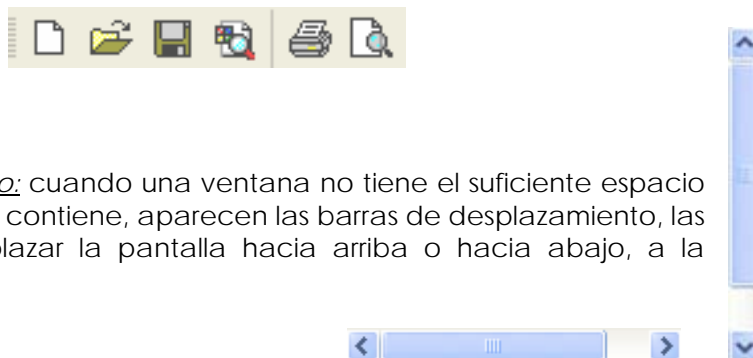 o: cuando una ventana no tiene el suficiente espacio
contiene, aparecen las barras de desplazamiento, las
lazar la pantalla hacia arriba o hacia abajo, a la